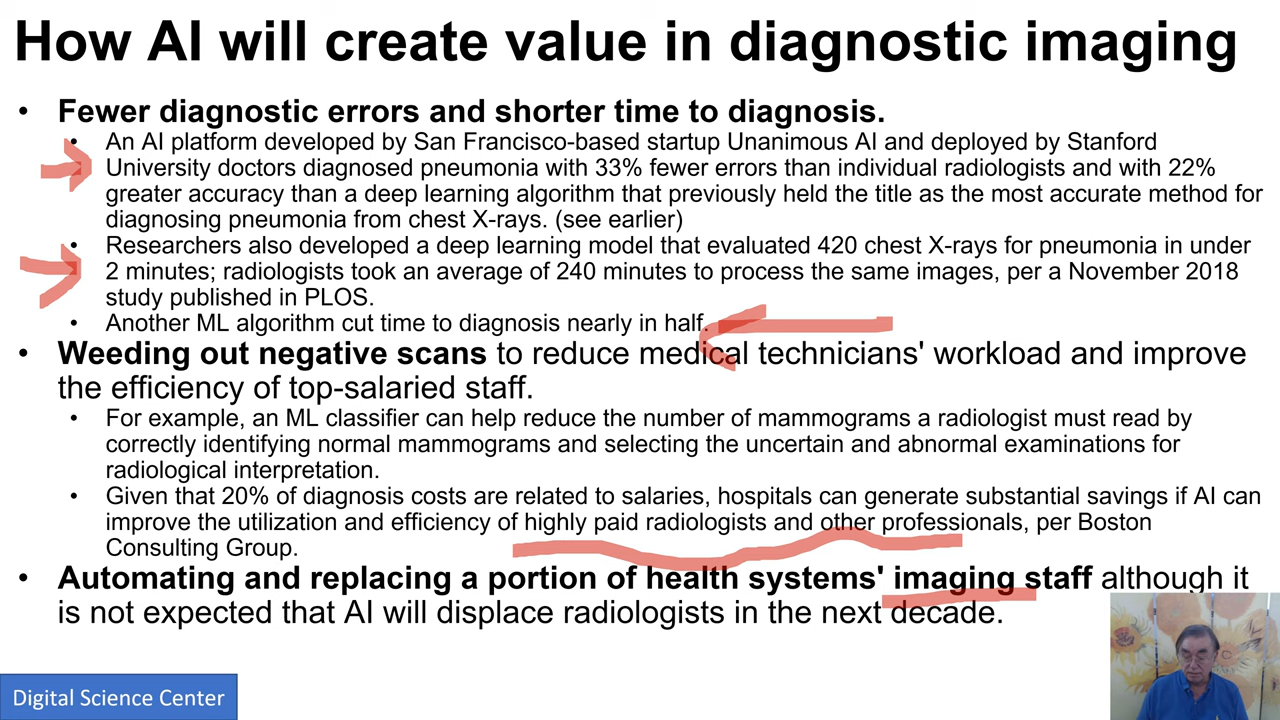 How AI will create value in diagnostic imaging
• Fewer diagnostic errors and shorter time to diagnosis.
• An AI platform developed by San Francisco-based startup Unanimous AI and deployed by Stanford
University doctors diagnosed pneumonia with 33% fewer errors than individual radiologists and with 22%
greater accuracy than a deep learning algorithm that previously held the title as the most accurate method for
diagnosing pneumonia from chest X-rays. (see earlier)
• Researchers also developed a deep learning model that evaluated 420 chest X-rays for pneumonia in under
2 minutes; radiologists took an average of 240 minutes to process the same images, per a November 2018
study published in PLOS.
• Another ML algorithm cut time to diagnosis nearly in half.
• Weeding out negative scans to reduce medical technicians' workload and improve
the efficiency of top-salaried staff.
• For example, an ML classifier can help reduce the number of mammograms a radiologist must read by
correctly identifying normal mammograms and selecting the uncertain and abnormal examinations for
radiological interpretation.
• Given that 20% of diagnosis costs are related to salaries, hospitals can generate substantial savings if AI can
improve the utilization and efficiency of highly paid radiologists and other professionals, per Boston
Consulting Group.
• Automating and replacing a portion of health systems' imaging staff although it
is not expected that AI will displace radiologists in the next decade.
Digital Science Center